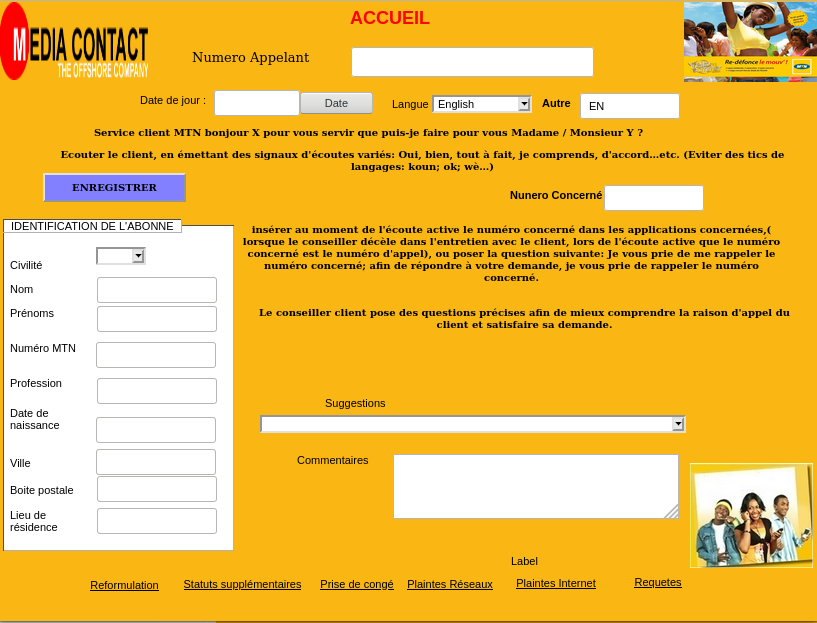 ACCUEIL
MEDIA CONTACT
THE OFFSHORE COMPANY
Numero Appelant
Re-défonce le mouv' !
MTN
Date de jour :
Date
Langue
English
Autre
EN
Service client MTN bonjour X pour vous servir que puis-je faire pour vous Madame / Monsieur Y ?
Ecouter le client, en émettant des signaux d'écoutes variés: Oui, bien, tout à fait, je comprends, d'accord...etc. (Eviter des tics de
langages: koun; ok; wè...)
ENREGISTRER
Nunero Concerné
IDENTIFICATION DE L'ABONNE
insérer au moment de l'écoute active le numéro concerné dans les applications concernées,(
lorsque le conseiller décèle dans l'entretien avec le client, lors de l'écoute active que le numéro
concerné est le numéro d'appel), ou poser la question suivante: Je vous prie de me rappeler le
numéro concerné; afin de répondre à votre demande, je vous prie de rappeler le numéro
concerné.
Civilité
Nom
Prénoms
Numéro MTN
Profession
Date de
naissance
Ville
Boite postale
Lieu de
résidence
Le conseiller client pose des questions précises afin de mieux comprendre la raison d'appel du
client et satisfaire sa demande.
Suggestions
Commentaires
Label
Reformulation
Statuts supplémentaires
Prise de congé
Plaintes Réseaux
Plaintes Internet
Requetes